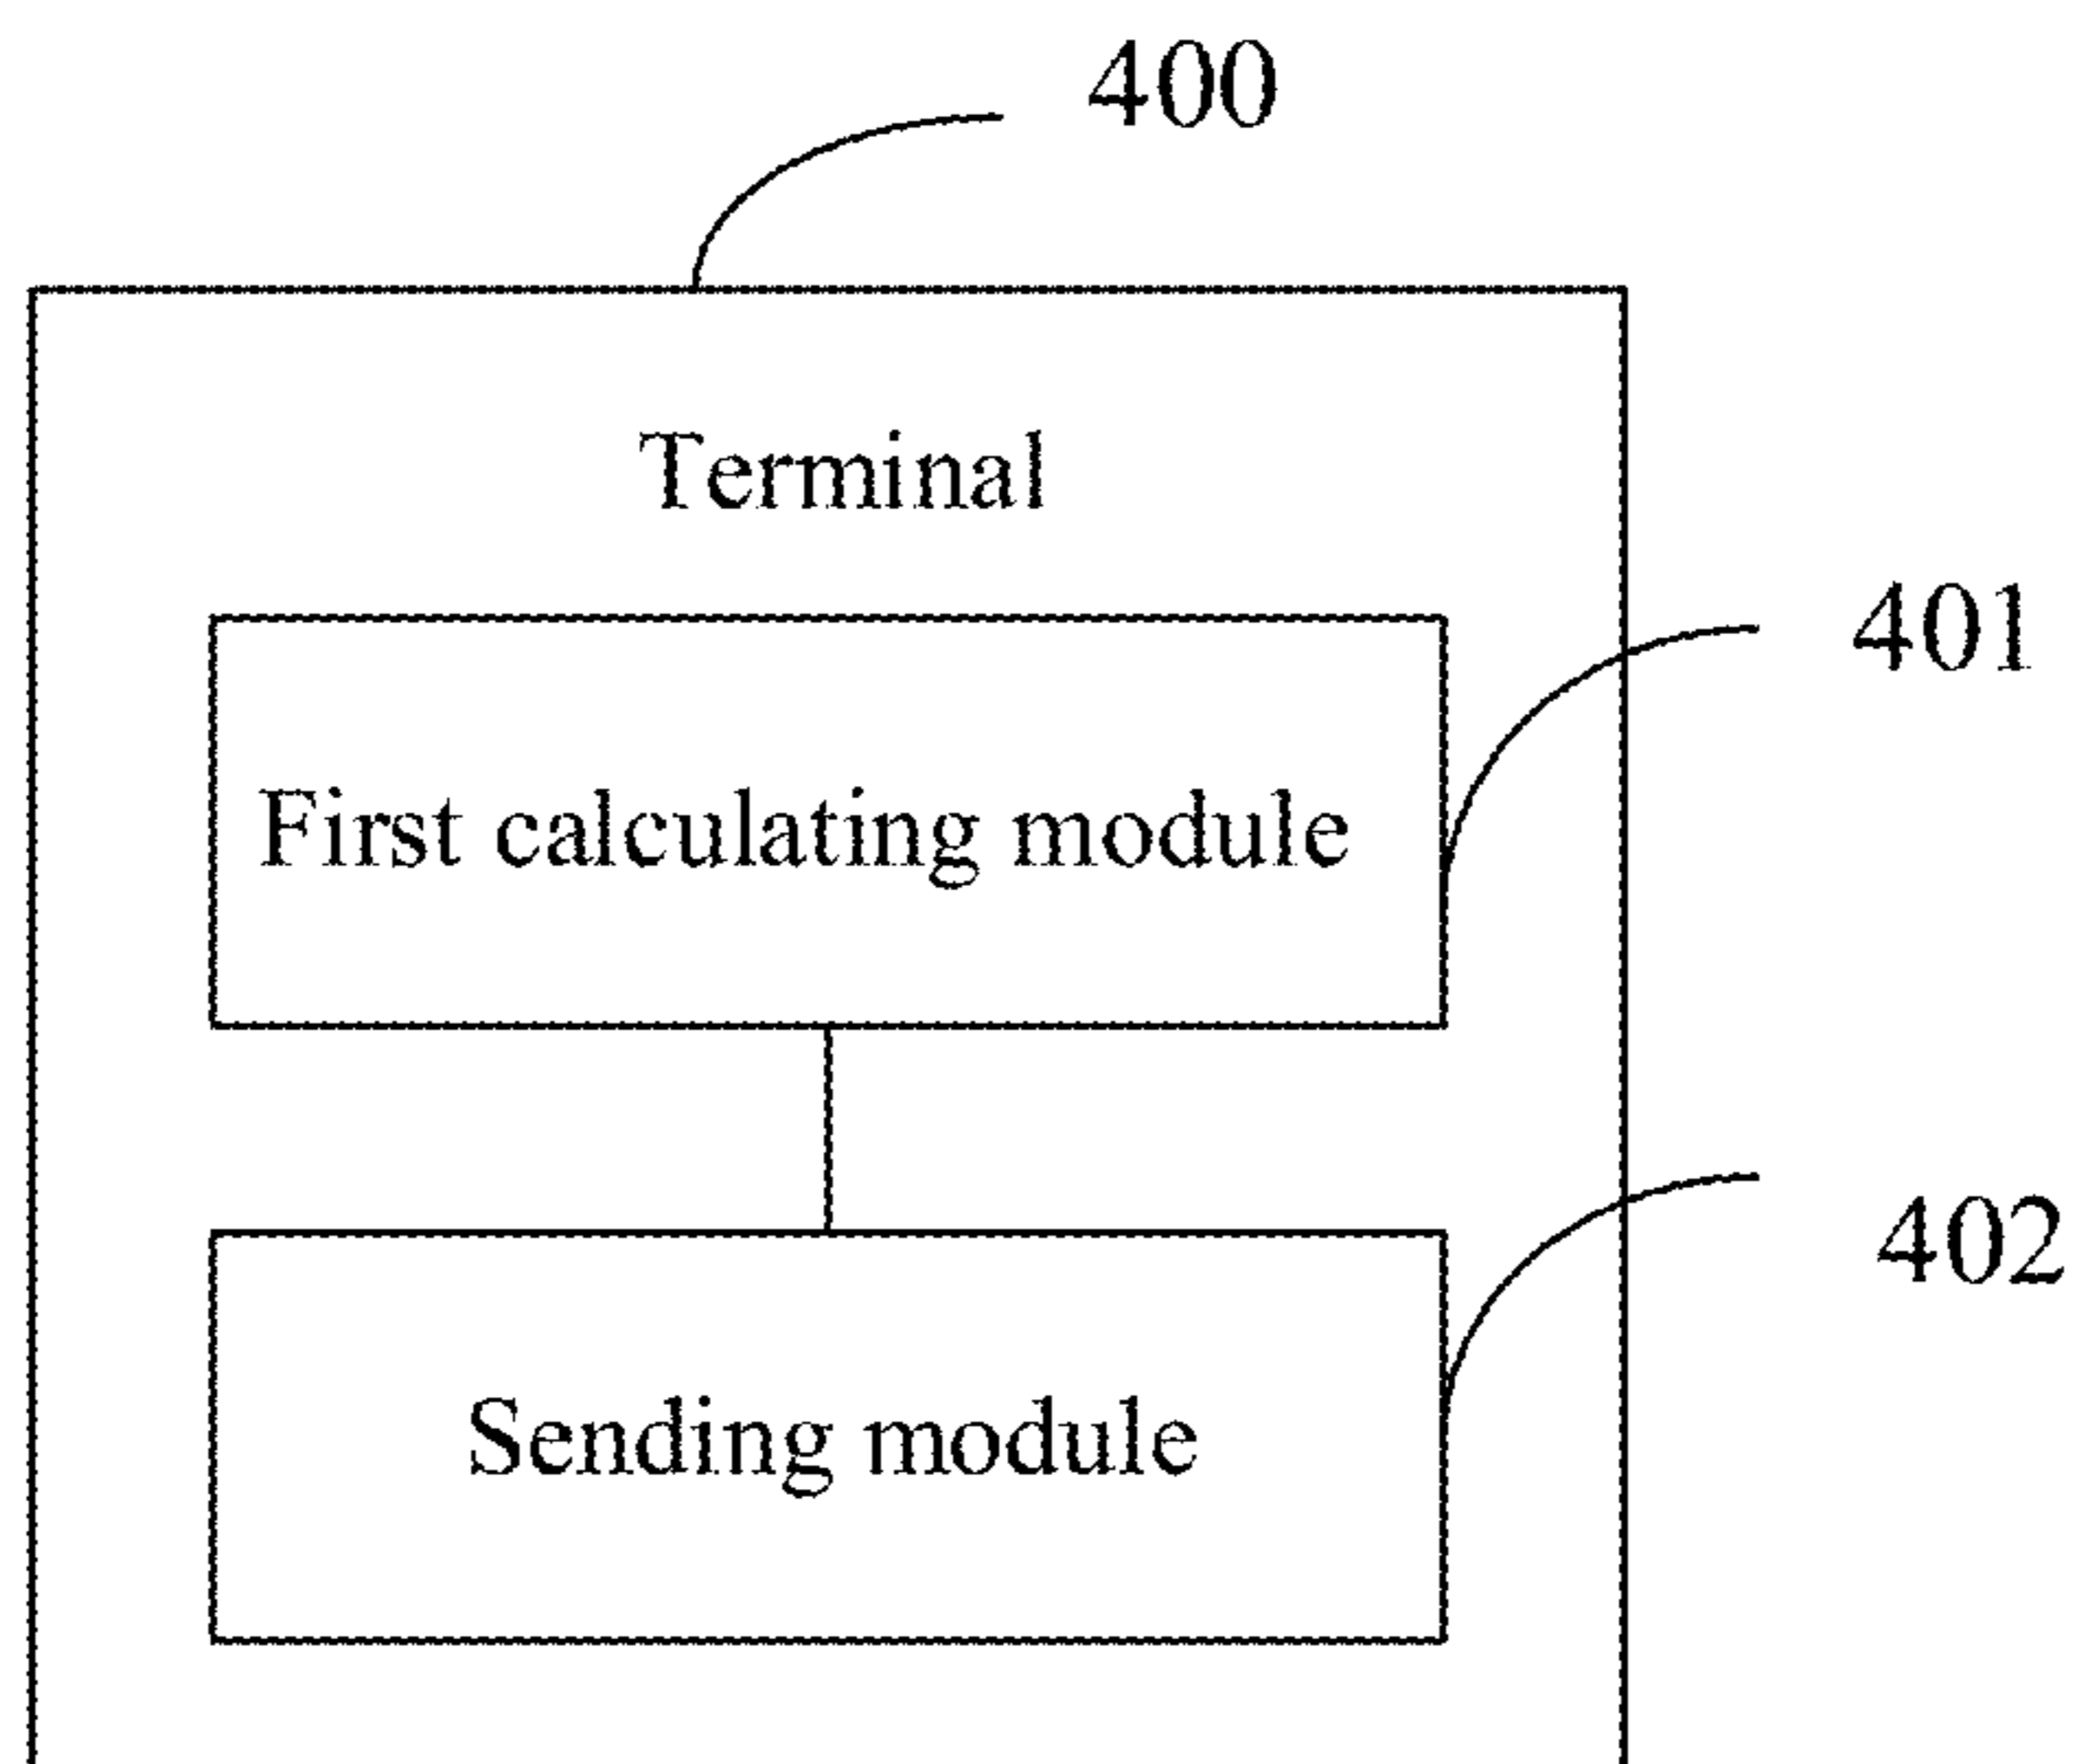 400
Terminal
401
First calculating module
402
Sending module